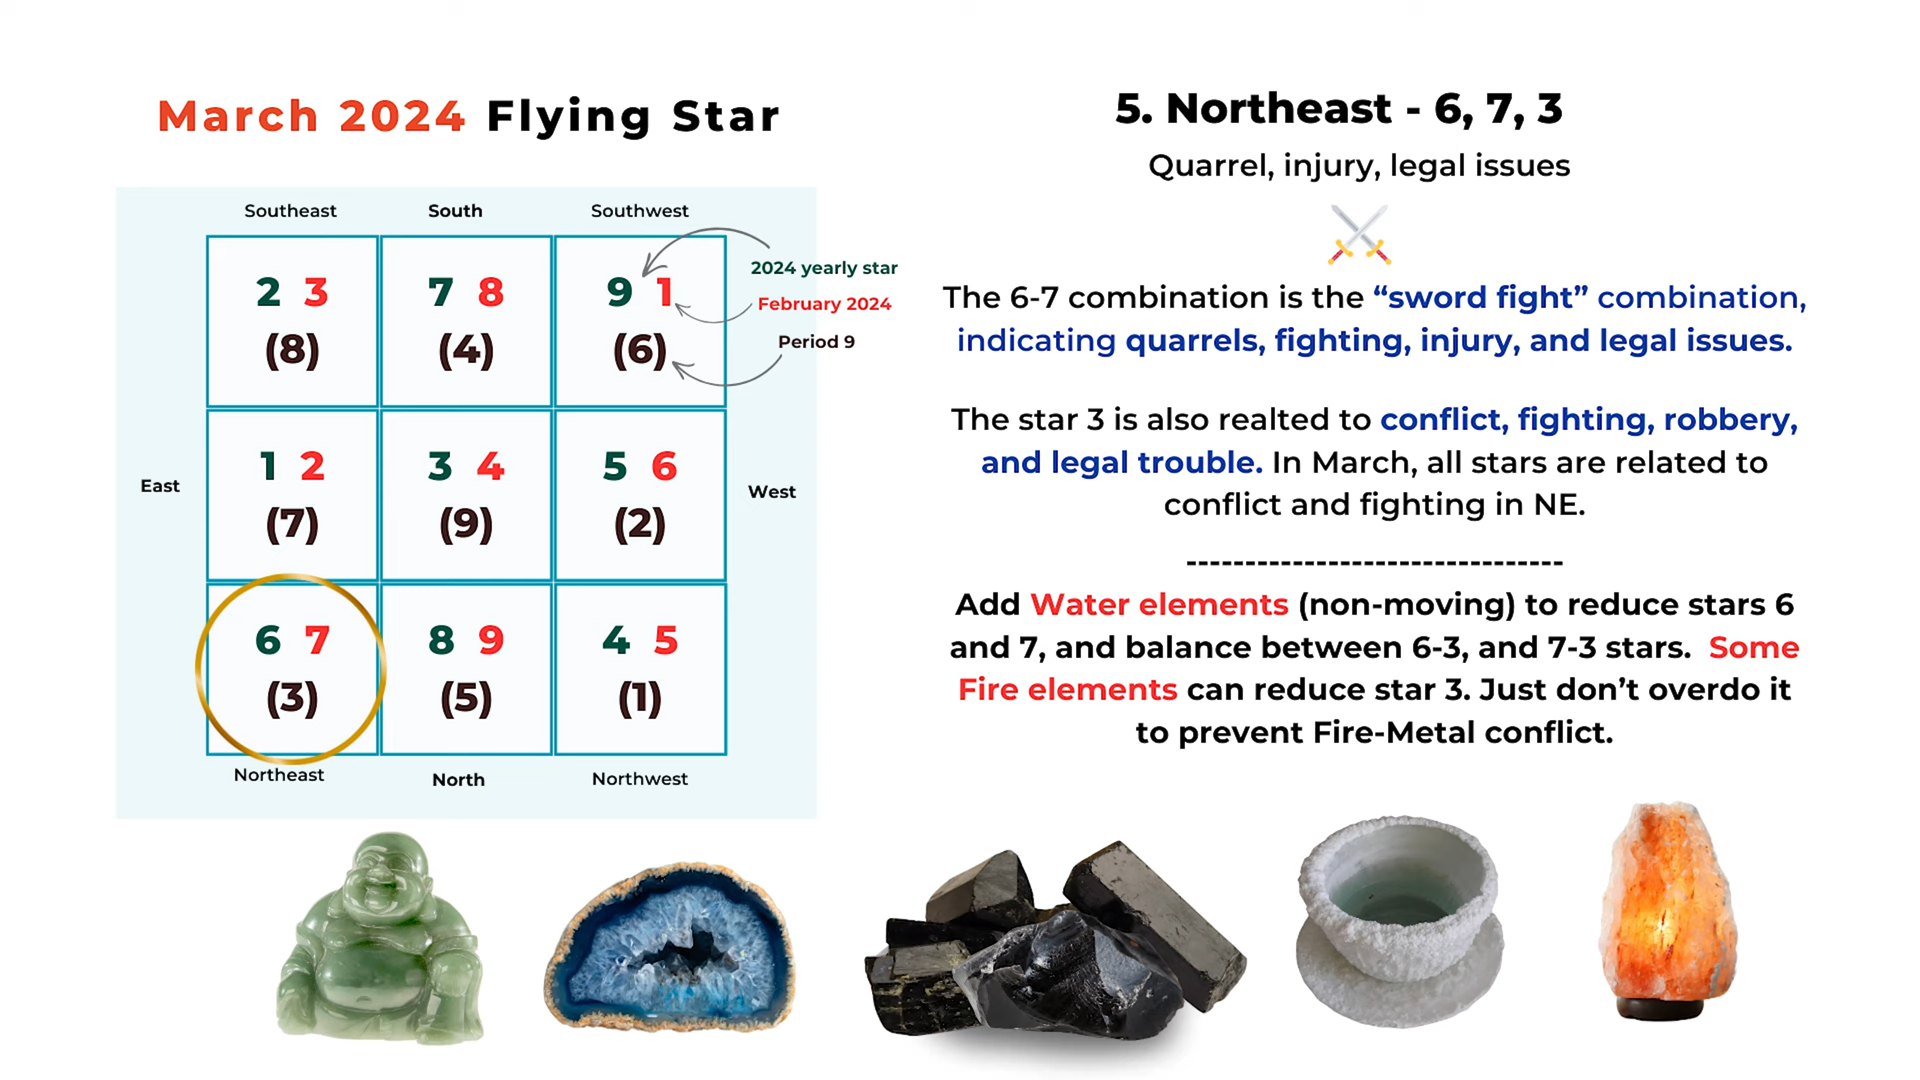 March 2024 Flying Star
Southeast South Southwest
2 3
(8)
7 8
(4)
9 1
(6)
2024 yearly star
February 2024
Period 9
East
1 2
(7)
3 4
(9)
5 6
(2)
West
6 7
(3)
8 9
(5)
4 5
(1)
Northeast North Northwest
5. Northeast - 6, 7, 3
Quarrel, injury, legal issues
The 6-7 combination is the “sword fight” combination,
indicating quarrels, fighting, injury, and legal issues.
The star 3 is also realted to conflict, fighting, robbery,
and legal trouble. In March, all stars are related to
conflict and fighting in NE.
--------------------------------
Add Water elements (non-moving) to reduce stars 6
and 7, and balance between 6-3, and 7-3 stars. Some
Fire elements can reduce star 3. Just don’t overdo it
to prevent Fire-Metal conflict.